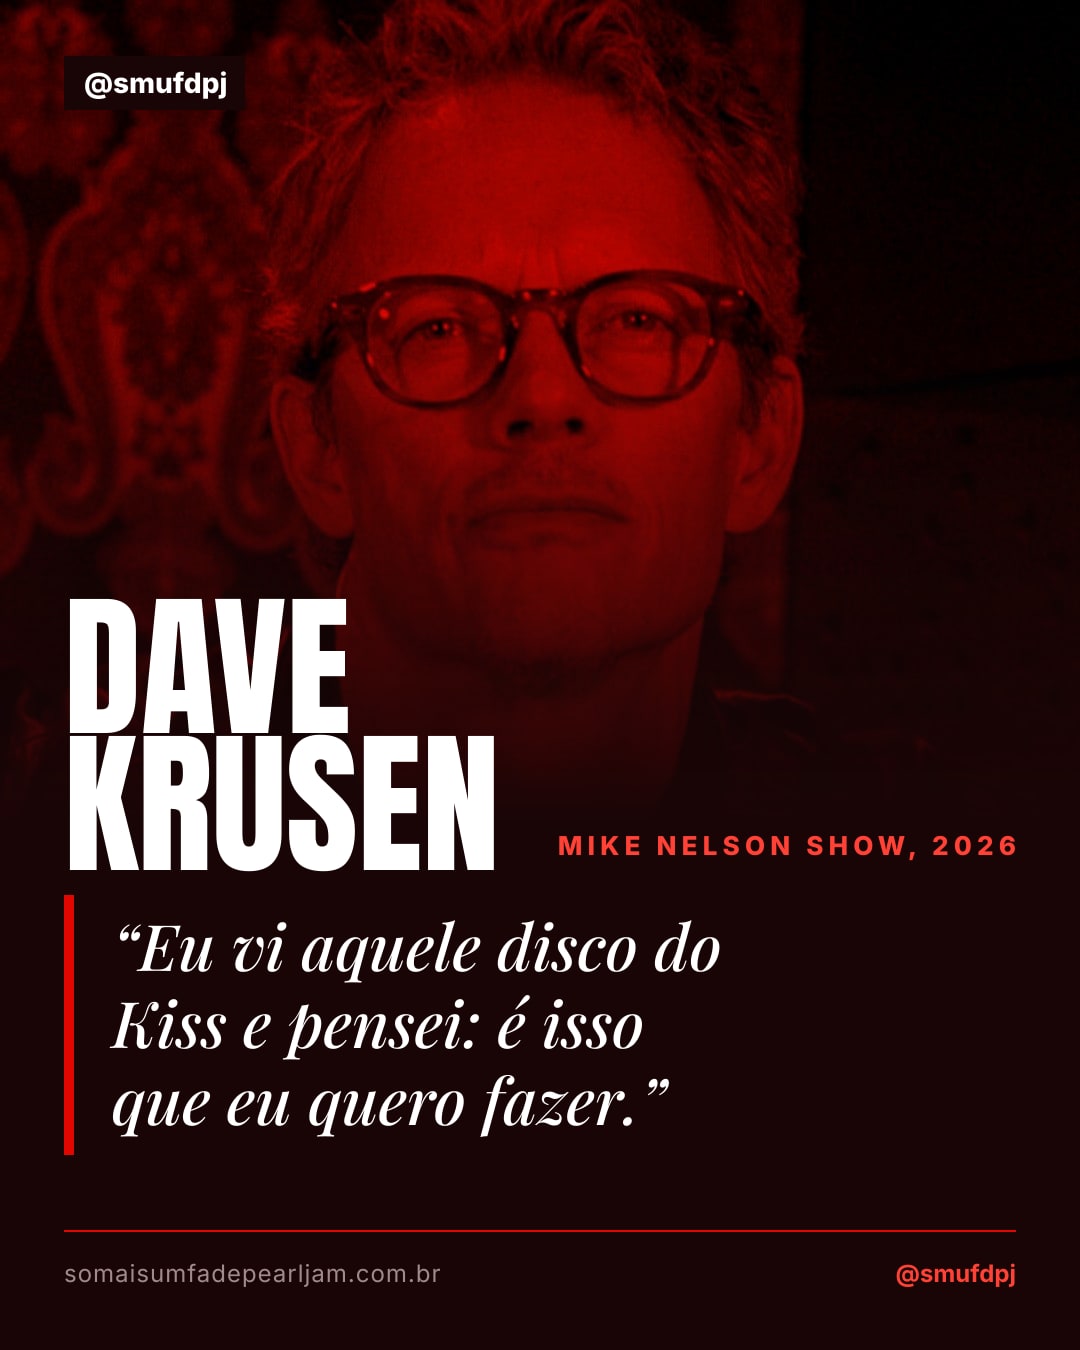 @smufdpj
DAVE
KRUSEN
MIKE NELSON SHOW, 2026
“Eu vi aquele disco do
Kiss e pensei: é isso
que eu quero fazer.”
somaisumfadepearljam.com.br
@smufdpj